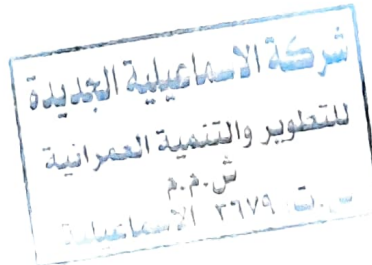 شركة الاسماعيلية الجديدة
للتطوير والتنمية العمرانية
ش.م.م
س.ت ٣٦٧٩ الاسماعيلية